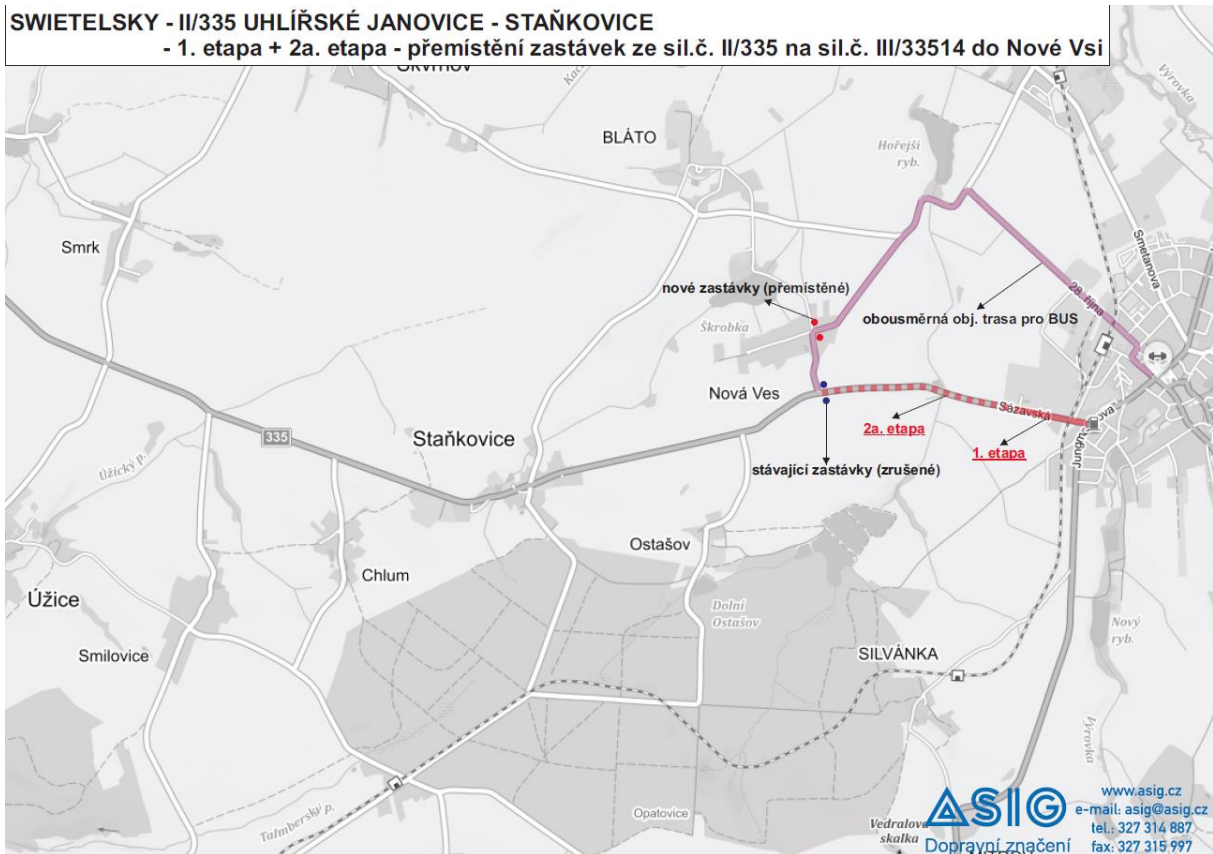 SWIETELSKY - II/335 UHLÍŘSKÉ JANOVICE - STAŇKOVICE
- 1. etapa + 2a. etapa - přemístění zastávek ze sil.č. II/335 na sil.č. III/33514 do Nové Vsi
Výrovka
BLÁTO
Hořejší
ryb.
Smrk
Smetanova
nové zastávky (přemístěné)
28. října
obousměrná obj. trasa pro BUS
Škrobka
Nová Ves
Sázavská
2a. etapa
1. etapa
335
Staňkovice
stávající zastávky (zrušené)
Úžický p.
Ostašov
Chlum
Úžice
Dolní
Ostašov
Nový
ryb.
Smilovice
SILVÁNKA
Výrovka
Opatovice
Talmberský p.
Vedralova
skalka
ASIG
Dopravní značení
www.asig.cz
e-mail: asig@asig.cz
tel.: 327 314 887
fax: 327 315 997